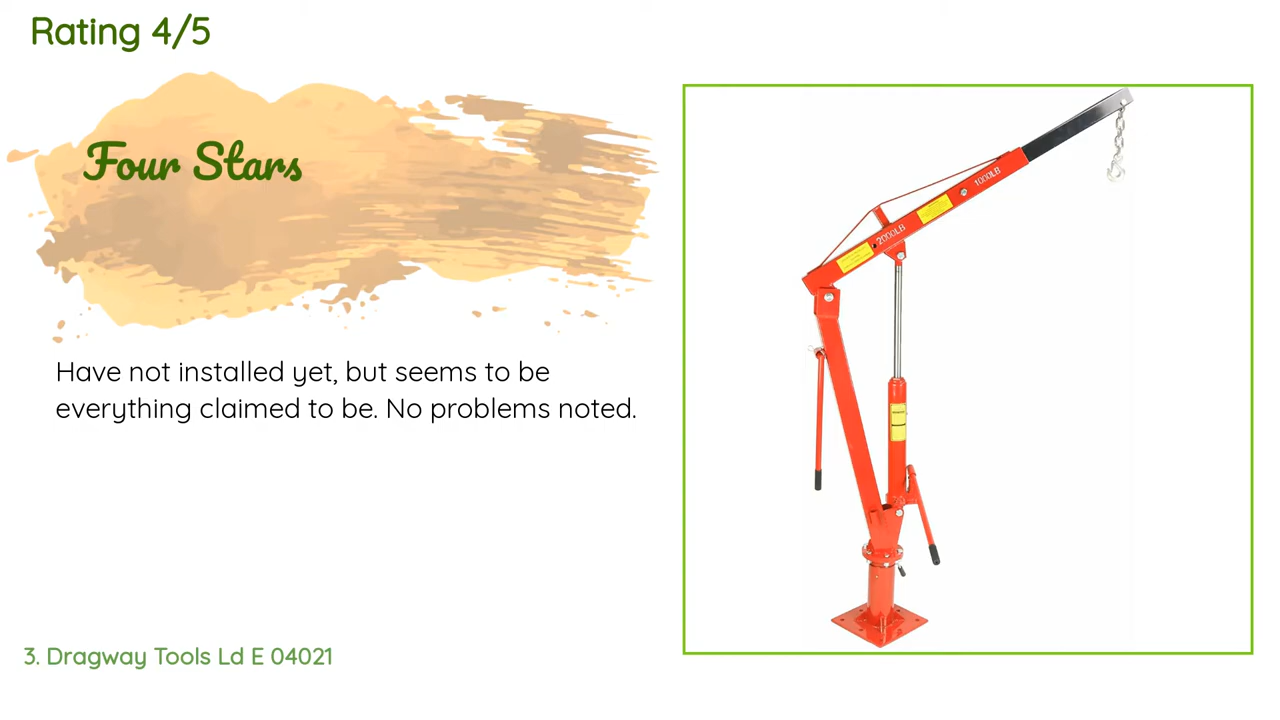 Rating 4/5
Four Stars
Have not installed yet, but seems to be
everything claimed to be. No problems noted.
2000LB
1000LB
3. Dragway Tools Ld E 04021